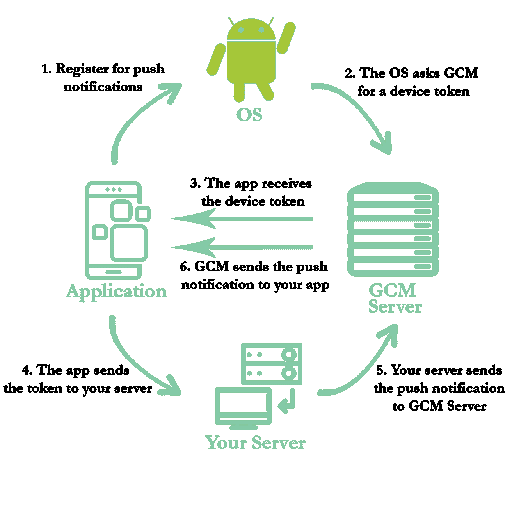 1. Register for push
notifications
2. The OS asks GCM
for a device token
OS
3. The app receives
the device token
6. GCM sends the push
notification to your app
Application
GCM
Server
4. The app sends
the token to your server
5. Your server sends
the push notification
to GCM Server
Your Server